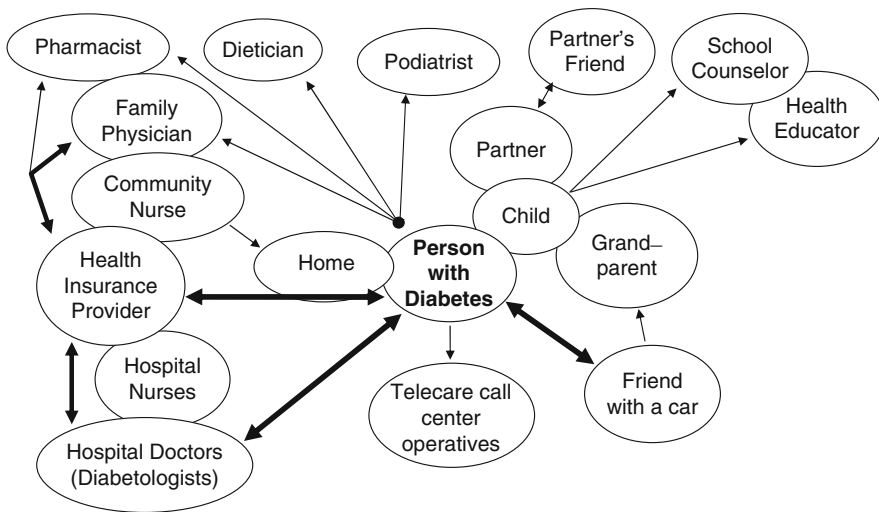 Pharmacist
Dietician
Podiatrist
Partner's
Friend
School
Counselor
Health
Educator
Family
Physician
Partner
Community
Nurse
Child
Home
Person
with
Diabetes
Grand–
parent
Health
Insurance
Provider
Hospital
Nurses
Telecare call
center
operatives
Friend
with a car
Hospital Doctors
(Diabetologists)